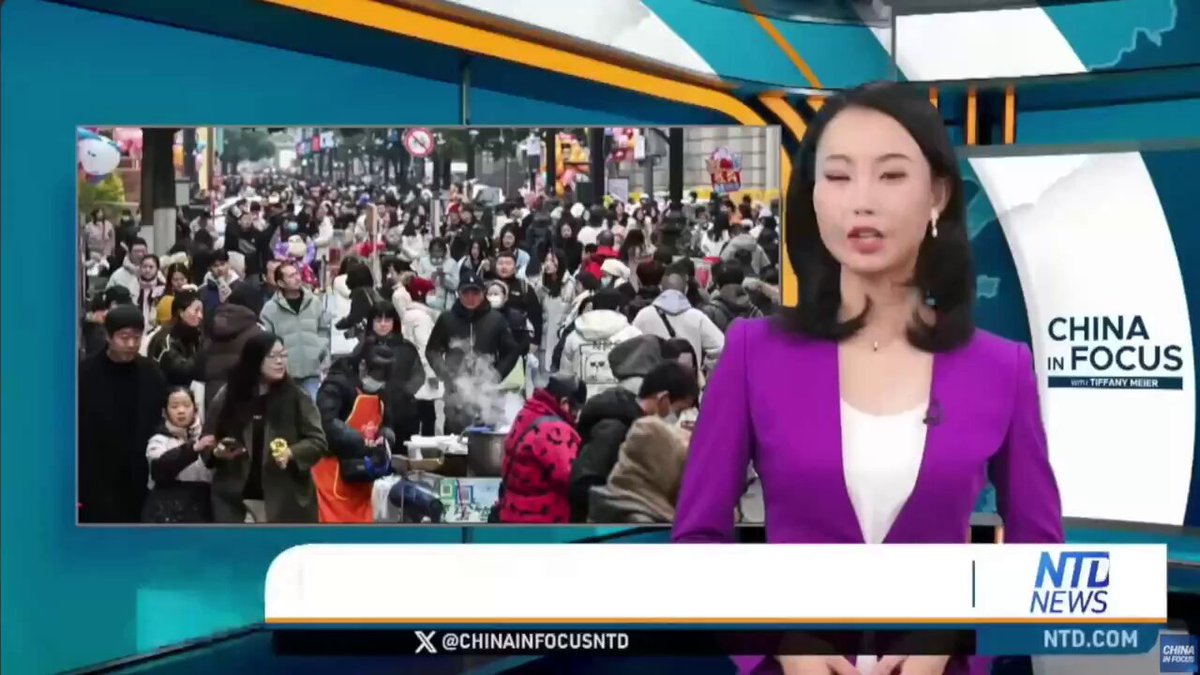 CHINA
IN FOCUS
WITH TIFFANY MEIER
NTD
NEWS
@CHINAINFOCUSNTD
NTD.COM
CHINA
IN FOCUS